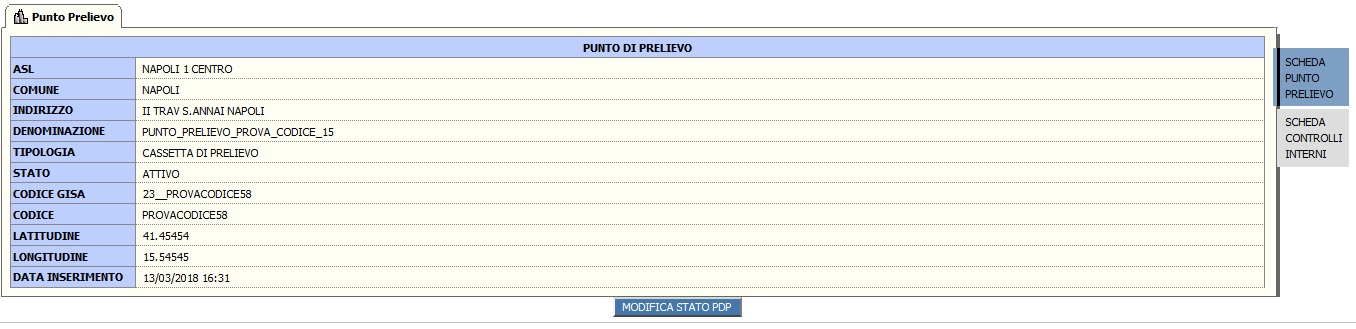 Punto Prelievo
PUNTO DI PRELIEVO
ASL NAPOLI 1 CENTRO
COMUNE NAPOLI
INDIRIZZO II TRAV S.ANNAI NAPOLI
DENOMINAZIONE PUNTO_PRELIEVO_PROVA_CODICE_15
TIPOLOGIA CASSETTA DI PRELIEVO
STATO ATTIVO
CODICE GISA 23__PROVACODICE58
CODICE PROVACODICE58
LATITUDINE 41.45454
LONGITUDINE 15.54545
DATA INSERIMENTO 13/03/2018 16:31
MODIFICA STATO PDP
SCHEDA
PUNTO
PRELIEVO
SCHEDA
CONTROLLI
INTERNI